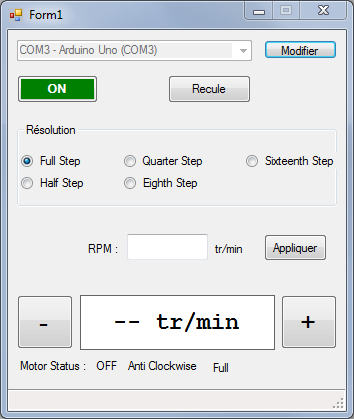 Form1
COM3 - Arduino Uno (COM3) Modifier
ON Recule
Résolution
Full Step Quarter Step Sixteenth Step
Half Step Eighth Step
RPM : tr/min Appliquer
- -- tr/min +
Motor Status : OFF Anti Clockwise Full